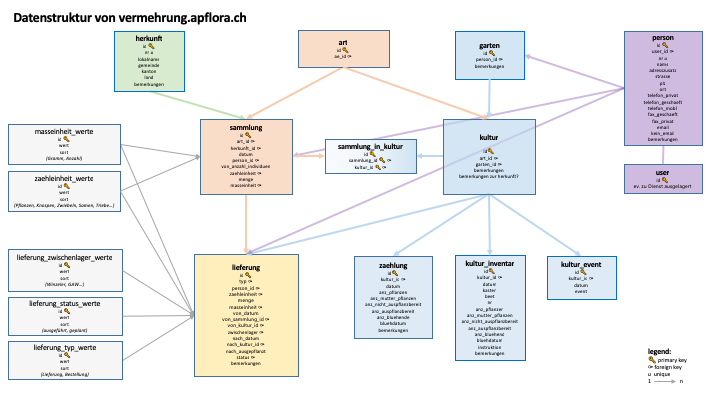 Datenstruktur von vermehrung.apflora.ch
herkunft
id
nr u
lokalname
gemeinde
kanton
land
bemerkungen
art
id
ae_id
garten
id
person_id
bemerkungen
person
id
user_id
nr u
name
adresszusatz
strasse
plz
ort
telefon_privat
telefon_geschaeft
telefon_mobil
fax_geschaeft
fax_privat
email
kein_email
bemerkungen
masseinheit_werte
id
wert
sort
(Gramm, Anzahl)
zaehleinheit_werte
id
wert
sort
(Pflanzen, Knospen, Zwiebeln, Samen, Triebe...)
sammlung
id
art_id
herkunft_id
datum
person_id
von_anzahl_individuen
zaehleinheit
menge
masseinheit
sammlung_in_kultur
id
sammlung_id
kultur_id
kultur
id
art_id
garten_id
bemerkungen
bemerkungen zur herkunft?
user
id
ev. zu Dienst ausgelagert
lieferung_zwischenlager_werte
id
wert
sort
(Wössier, GAW...)
lieferung_status_werte
id
wert
sort
(ausgeführt, geplant)
lieferung_typ_werte
id
wert
sort
(Lieferung, Bestellung)
lieferung
id
typ
person_id
zaehleinheit
menge
masseinheit
von_datum
von_sammlung_id
von_kultur_id
zwischenlager
nach_datum
nach_kultur_id
nach_ausgepflanzt
status
bemerkungen
zaehlung
id
kultur_id
datum
anz_pflanzen
anz_mutter_pflanzen
anz_nicht_auspflanzbereit
anz_auspflanzbereit
anz_bluehende
bluehdatum
bemerkungen
kultur_inventar
id
kultur_id
datum
kasten
beet
nr
anz_pflanzen
anz_mutter_pflanzen
anz_nicht_auspflanzbereit
anz_auspflanzbereit
anz_bluehend
bluehdatum
instruktion
bemerkungen
kultur_event
id
kultur_id
datum
event
legend:
primary key
foreign key
u unique
1 n